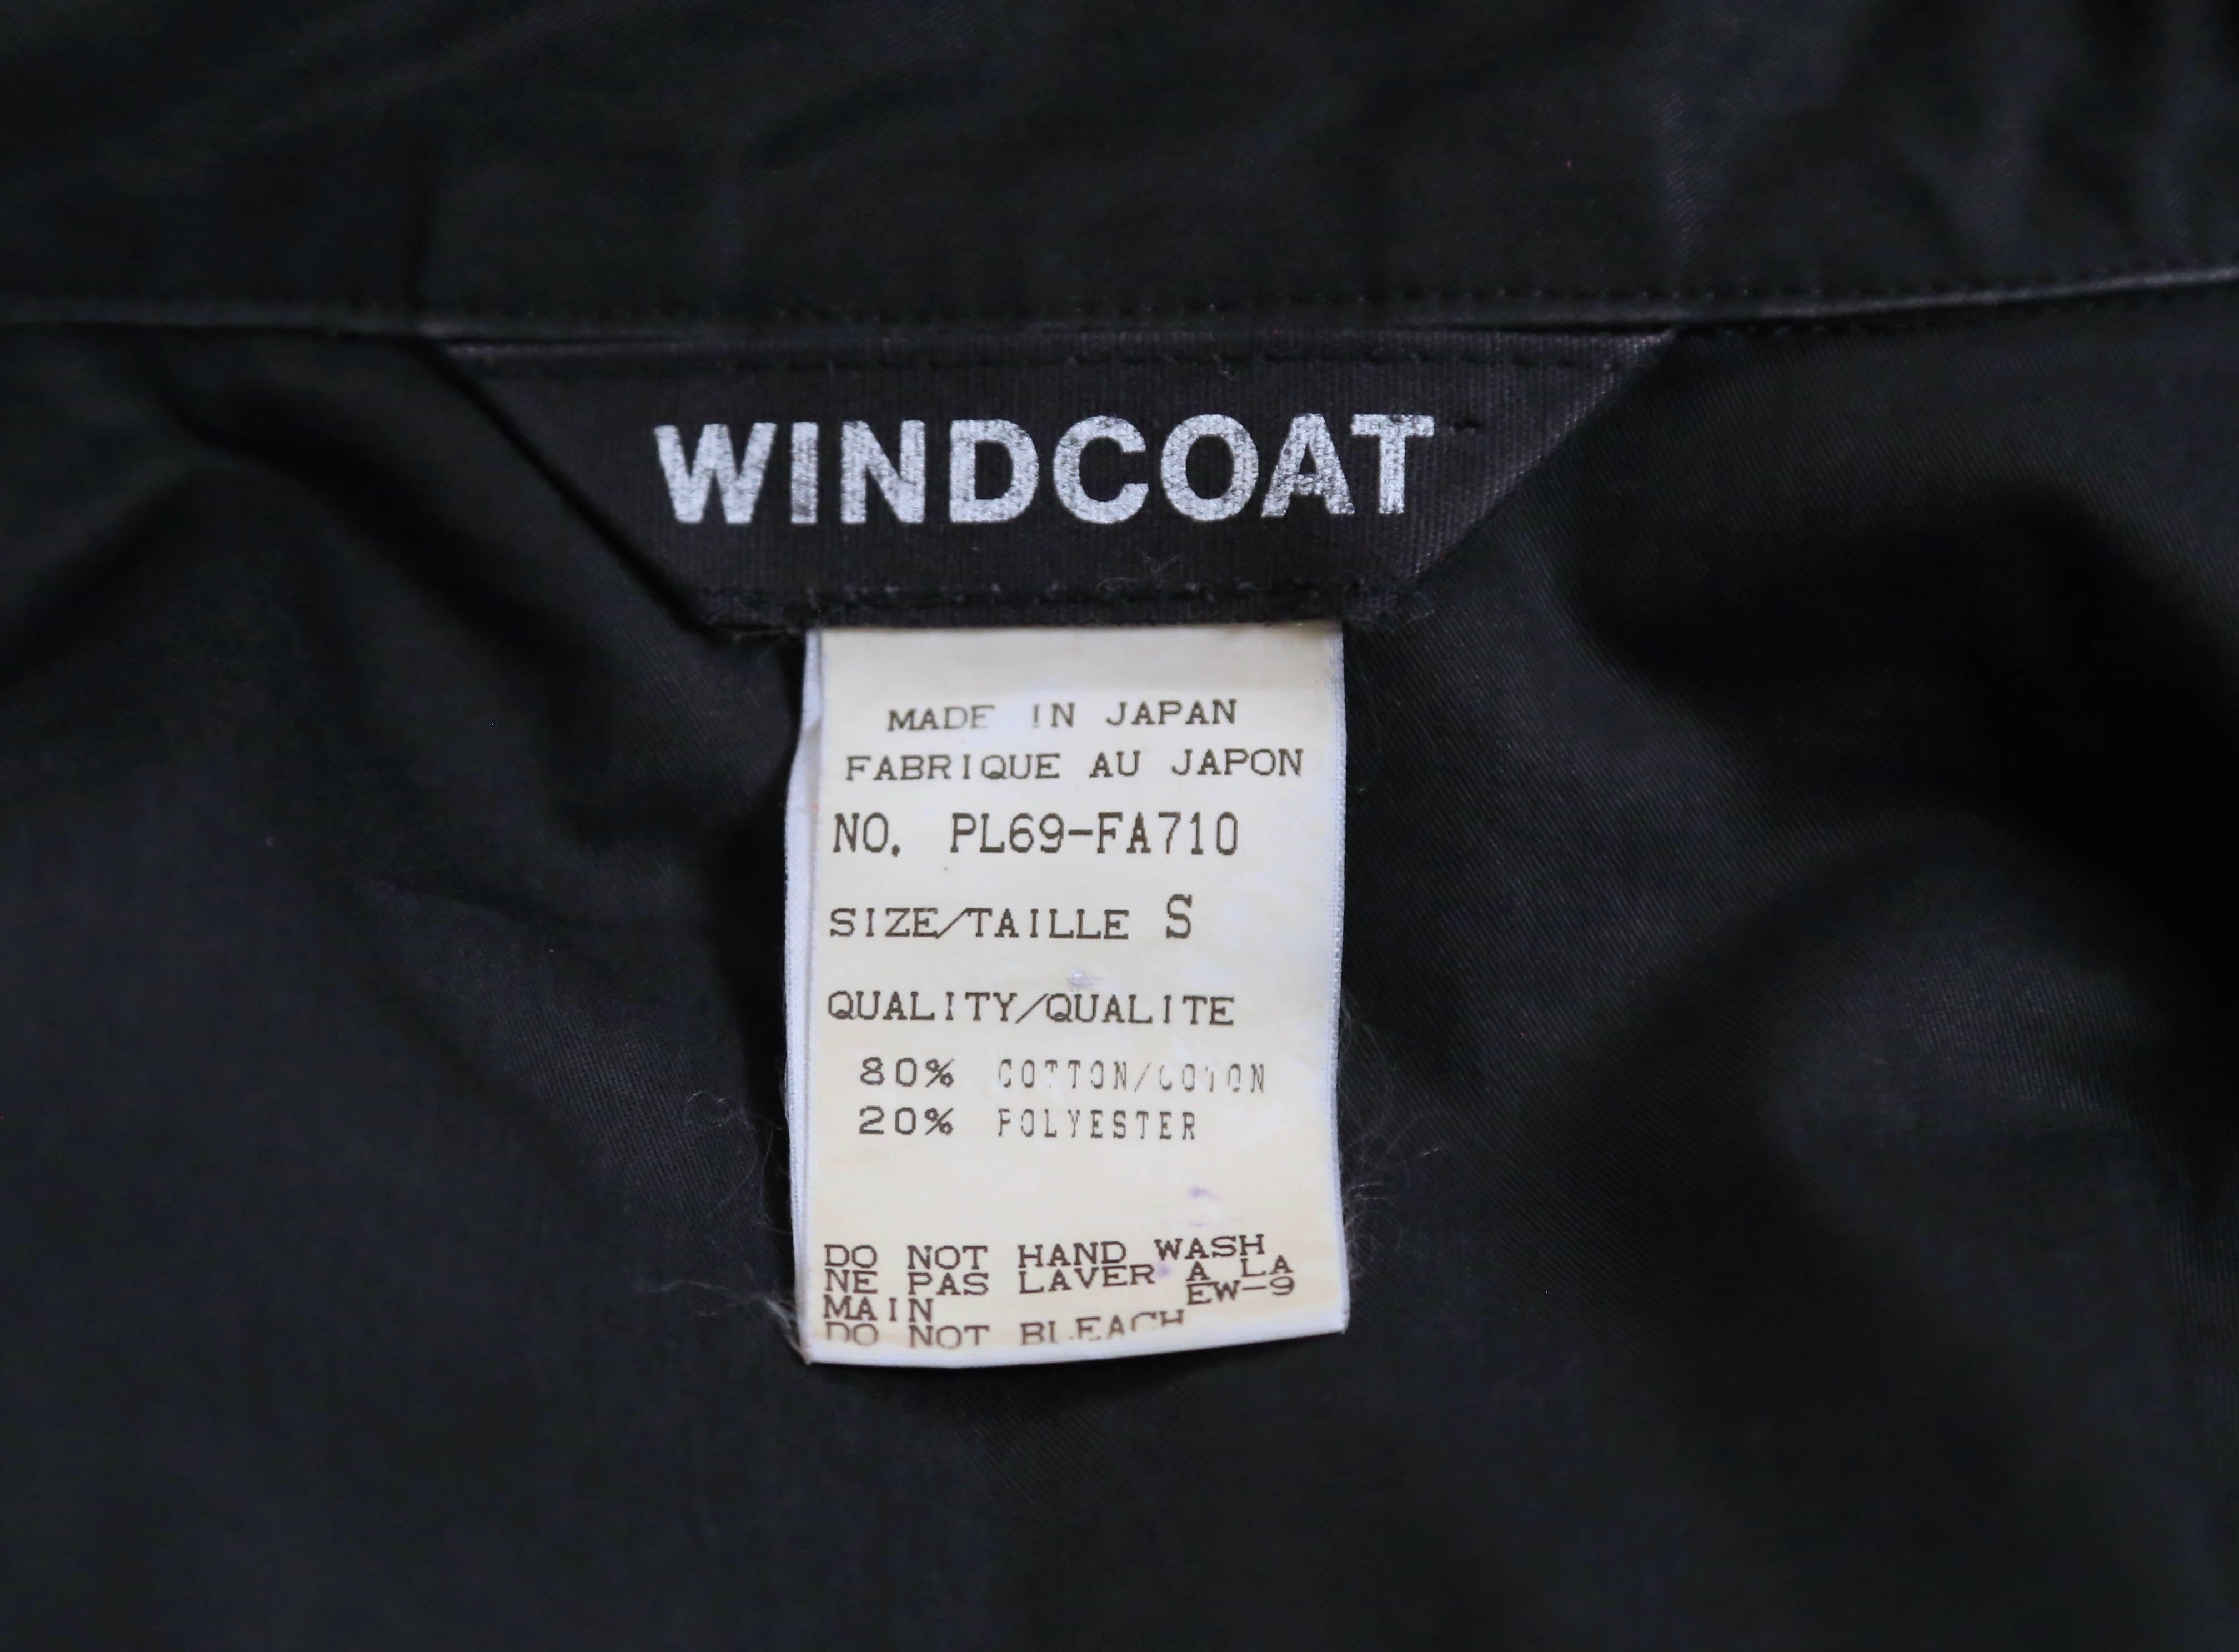 WINDCOAT
MADE IN JAPAN
FABRIQUE AU JAPON
NO. PL69-FA710
SIZE/TAILLE S
QUALITY/QUALITE
80% COTTON/COTON
20% POLYESTER
DO NOT HAND WASH
NE PAS LAVER A LA
EW-9
MAIN
DO NOT BLEACH